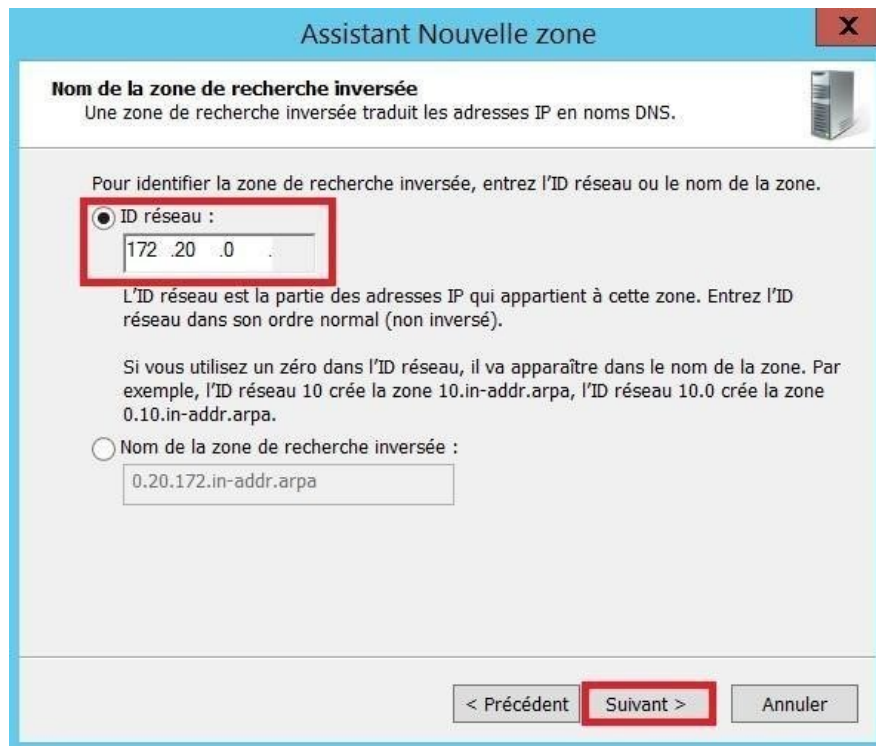 Assistant Nouvelle zone
X
Nom de la zone de recherche inversée
Une zone de recherche inversée traduit les adresses IP en noms DNS.
Pour identifier la zone de recherche inversée, entrez l'ID réseau ou le nom de la zone.
ID réseau :
172 .20 .0 .
L'ID réseau est la partie des adresses IP qui appartient à cette zone. Entrez l'ID
réseau dans son ordre normal (non inversé).
Si vous utilisez un zéro dans l'ID réseau, il va apparaître dans le nom de la zone. Par
exemple, l'ID réseau 10 crée la zone 10.in-addr.arpa, l'ID réseau 10.0 crée la zone
0.10.in-addr.arpa.
Nom de la zone de recherche inversée :
0.20.172.in-addr.arpa
< Précédent Suivant > Annuler